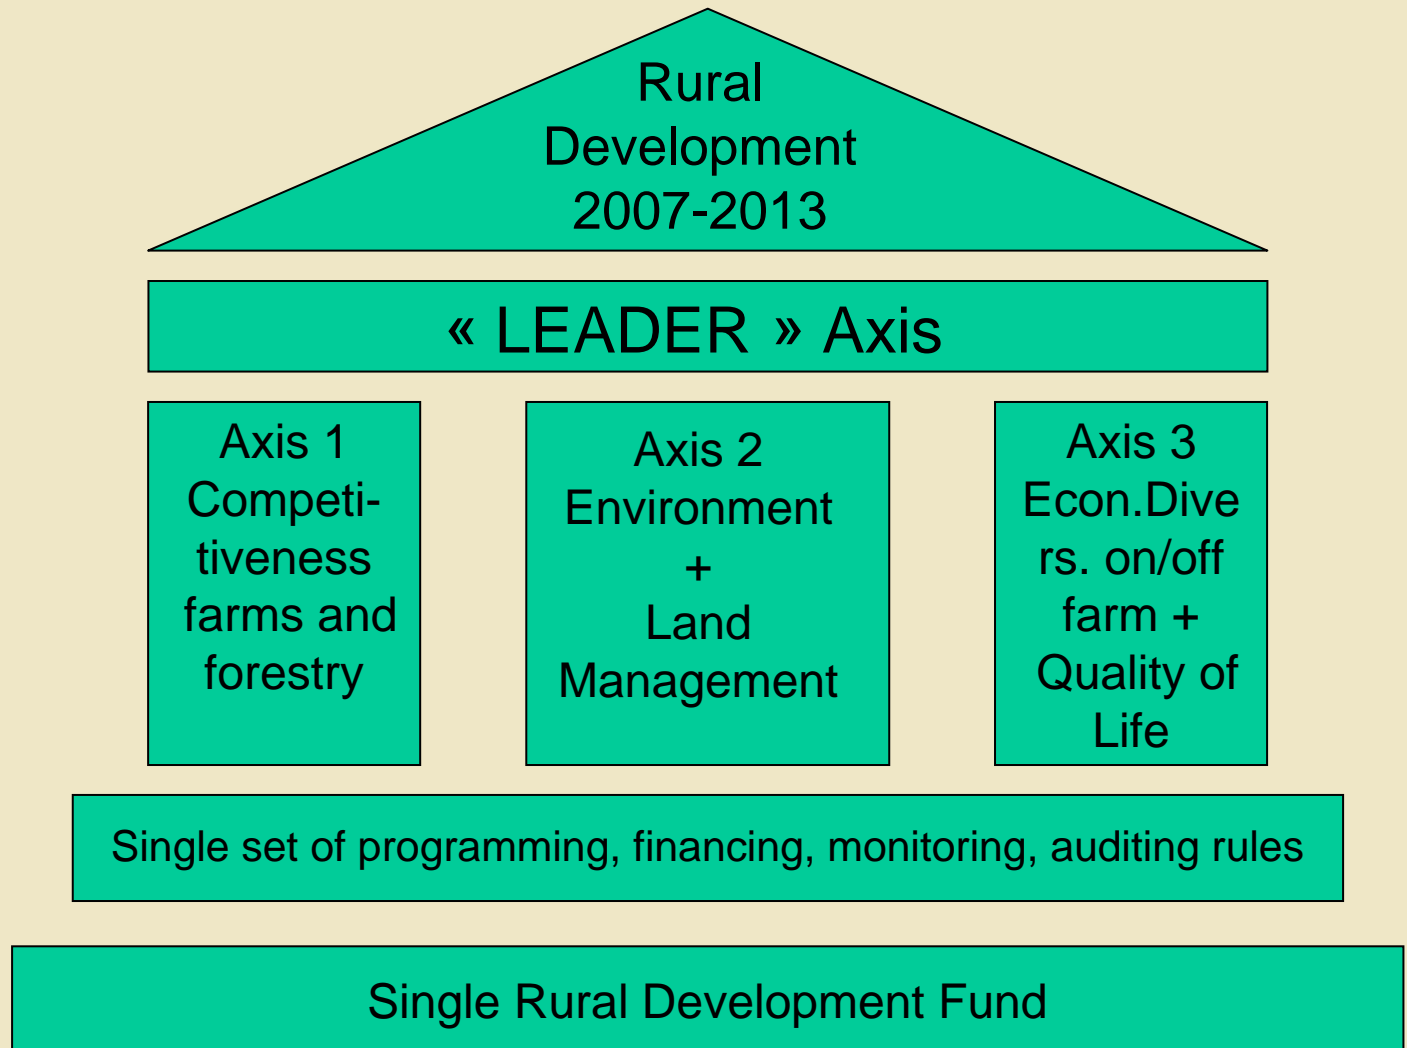 Rural
Development
2007-2013
« LEADER » Axis
Axis 1
Competi-
tiveness
farms and
forestry
Axis 2
Environment
+
Land
Management
Axis 3
Econ.Dive
rs. on/off
farm +
Quality of
Life
Single set of programming, financing, monitoring, auditing rules
Single Rural Development Fund